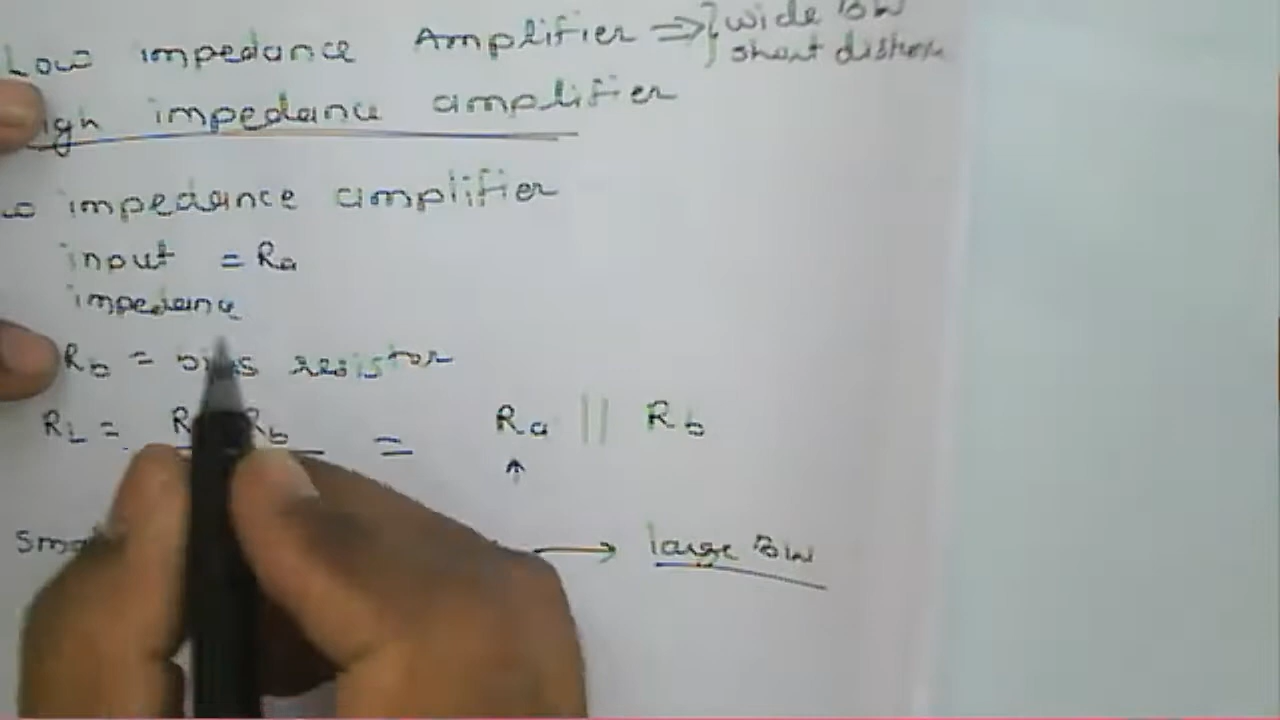 Low impedance Amplifier ⇒ } wide BW
short distance
igh impedance amplifier
impedance amplifier
input = Ra
impedance
Rb = bias resistor
RL = Rb = Ra || Rb
→ large BW